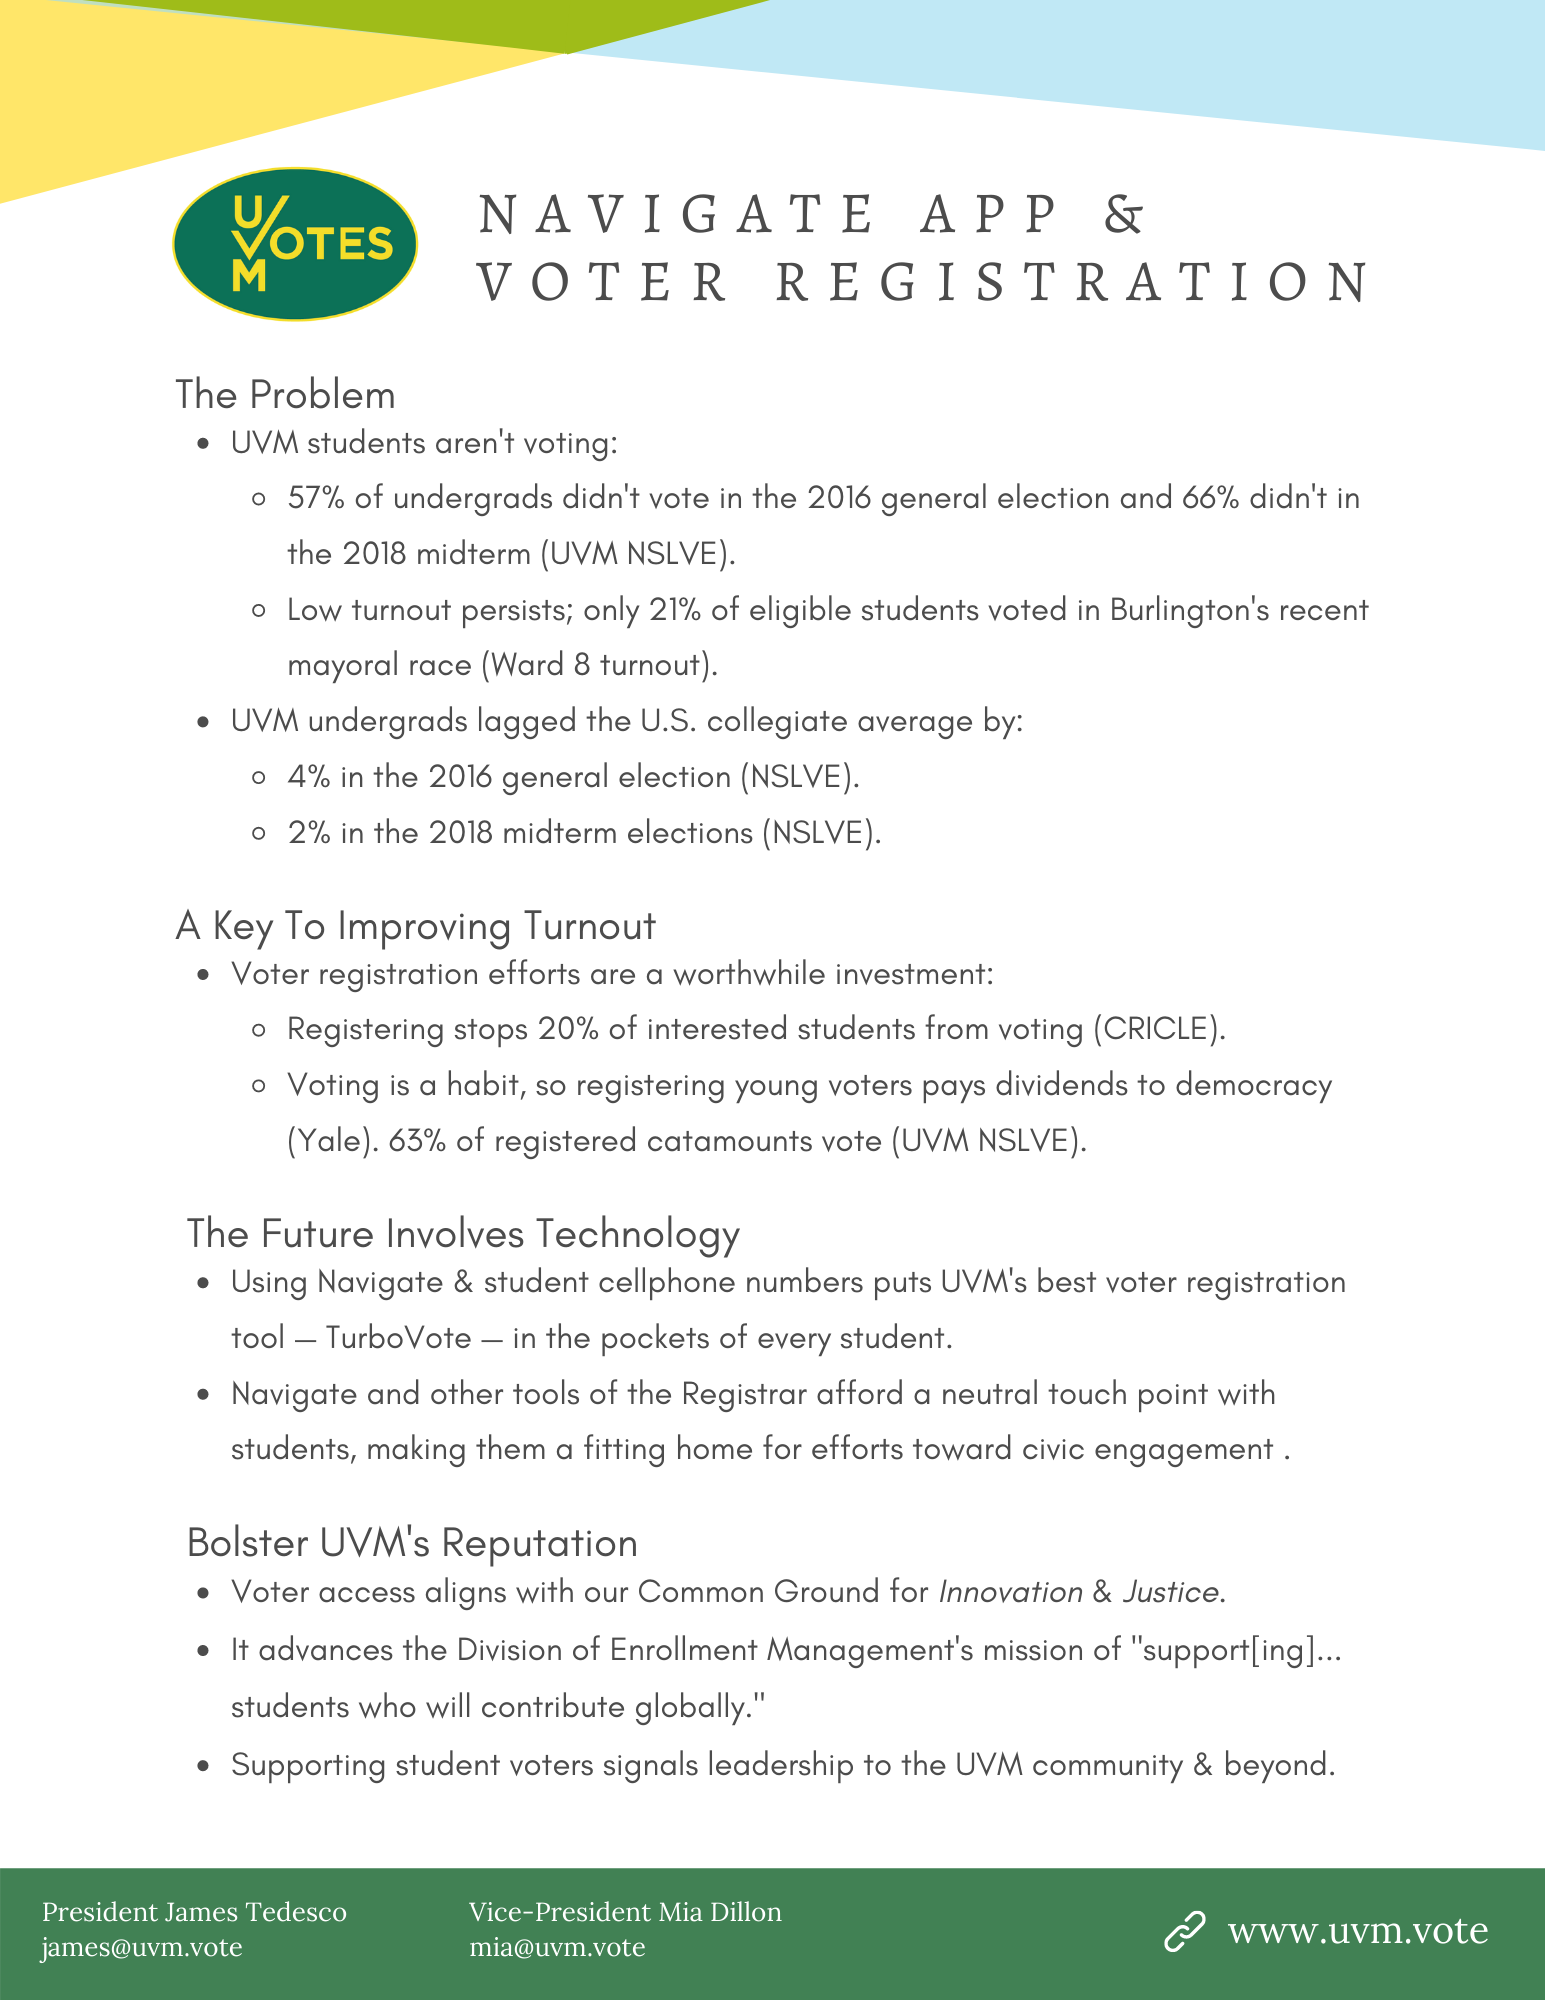 UVM VOTES
NAVIGATE APP &
VOTER REGISTRATION
The Problem
• UVM students aren't voting:
○ 57% of undergrads didn't vote in the 2016 general election and 66% didn't in
the 2018 midterm (UVM NSLVE).
○ Low turnout persists; only 21% of eligible students voted in Burlington's recent
mayoral race (Ward 8 turnout).
• UVM undergrads lagged the U.S. collegiate average by:
○ 4% in the 2016 general election (NSLVE).
○ 2% in the 2018 midterm elections (NSLVE).
A Key To Improving Turnout
• Voter registration efforts are a worthwhile investment:
○ Registering stops 20% of interested students from voting (CRICLE).
○ Voting is a habit, so registering young voters pays dividends to democracy
(Yale). 63% of registered catamounts vote (UVM NSLVE).
The Future Involves Technology
• Using Navigate & student cellphone numbers puts UVM's best voter registration
tool — TurboVote — in the pockets of every student.
• Navigate and other tools of the Registrar afford a neutral touch point with
students, making them a fitting home for efforts toward civic engagement .
Bolster UVM's Reputation
• Voter access aligns with our Common Ground for Innovation & Justice.
• It advances the Division of Enrollment Management's mission of "support[ing]...
students who will contribute globally."
• Supporting student voters signals leadership to the UVM community & beyond.
President James Tedesco
james@uvm.vote
Vice-President Mia Dillon
mia@uvm.vote
www.uvm.vote